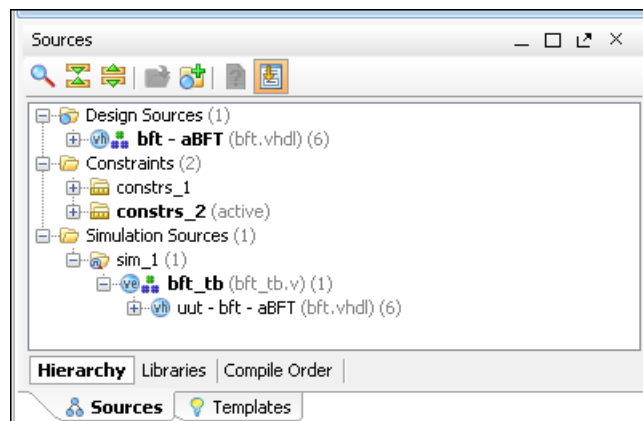 Sources
Design Sources (1)
bft - aBFT (bft.vhdl) (6)
Constraints (2)
constrs_1
constrs_2 (active)
Simulation Sources (1)
sim_1 (1)
bft_tb (bft_tb.v) (1)
uut - bft - aBFT (bft.vhdl) (6)
Hierarchy Libraries Compile Order
Sources Templates